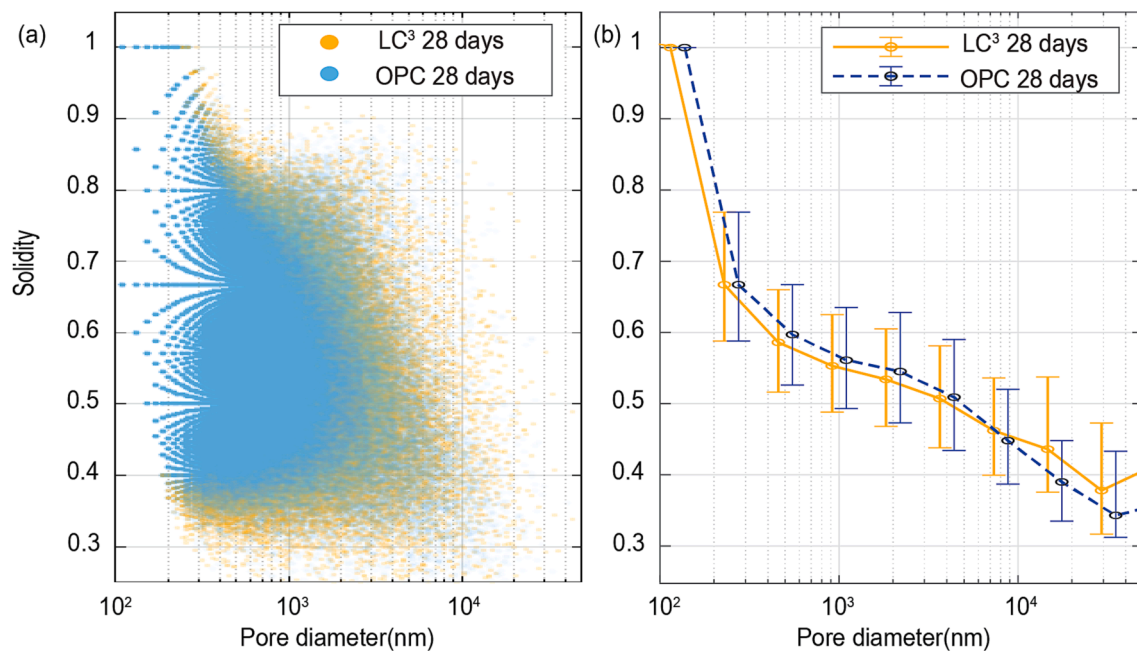 (a)
LC³ 28 days
OPC 28 days
Solidity
1
0.9
0.8
0.7
0.6
0.5
0.4
0.3
10²
10³
10⁴
Pore diameter(nm)
(b)
LC³ 28 days
OPC 28 days
1
0.9
0.8
0.7
0.6
0.5
0.4
0.3
10²
10³
10⁴
Pore diameter(nm)